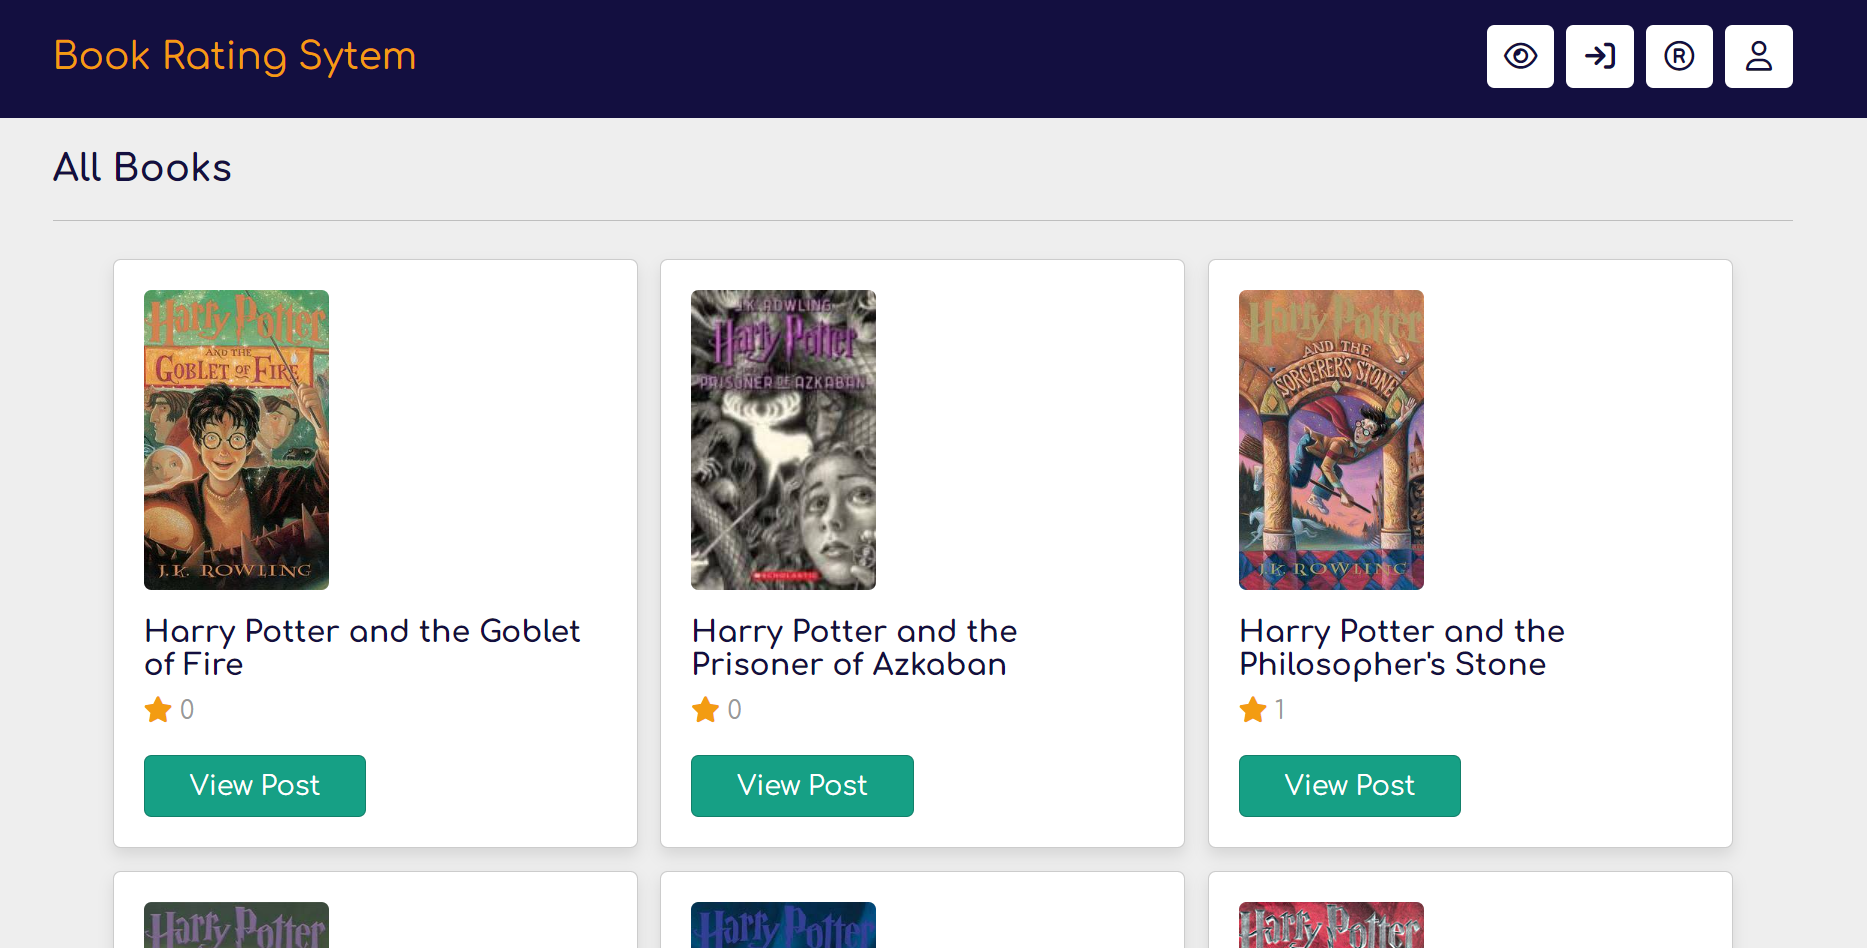 Book Rating Sytem
R
All Books
Harry Potter
AND THE
GOBLET OF FIRE
J.K. ROWLING
Harry Potter and the Goblet
of Fire
0
View Post
J.K. ROWLING
Harry Potter
PRISONER OF AZKABAN
SCHOLASTIC
Harry Potter and the
Prisoner of Azkaban
0
View Post
Harry Potter
AND THE
SORCERER'S STONE
J.K. ROWLING
Harry Potter and the
Philosopher's Stone
1
View Post
Harry Potter
Harry Potter
Harry Potter